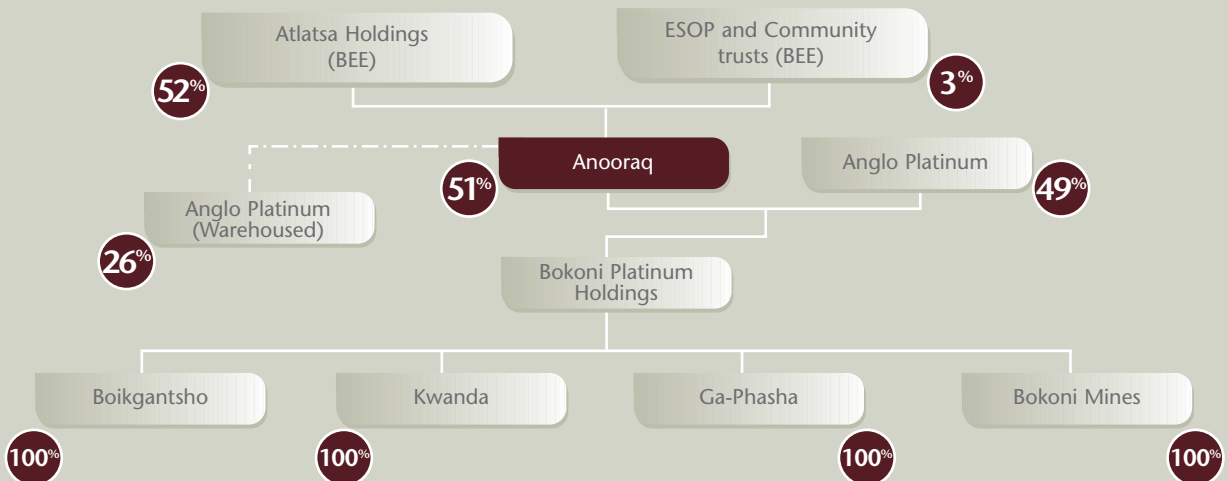 Atlatsa Holdings
(BEE)
52%
ESOP and Community
trusts (BEE)
3%
Anooraq
51%
Anglo Platinum
49%
Anglo Platinum
(Warehoused)
26%
Bokoni Platinum
Holdings
Boikgantsho
100%
Kwanda
100%
Ga-Phasha
100%
Bokoni Mines
100%